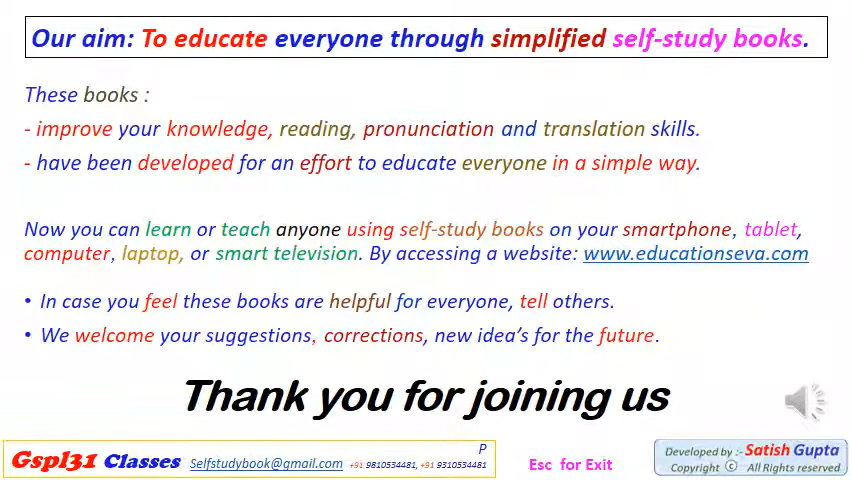 Our aim: To educate everyone through simplified self-study books.
These books :
- improve your knowledge, reading, pronunciation and translation skills.
- have been developed for an effort to educate everyone in a simple way.
Now you can learn or teach anyone using self-study books on your smartphone, tablet,
computer, laptop, or smart television. By accessing a website: www.educationseva.com
• In case you feel these books are helpful for everyone, tell others.
• We welcome your suggestions, corrections, new idea’s for the future.
Thank you for joining us
P
Gspl31 Classes Selfstudybook@gmail.com +91 9810534481, +91 9310534481
Esc for Exit
Developed by :- Satish Gupta
Copyright © All Rights reserved